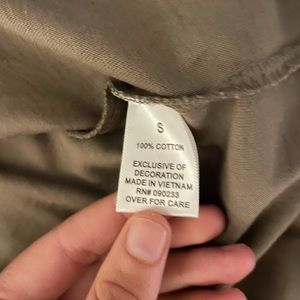 S
100% COTTON
EXCLUSIVE OF
DECORATION
MADE IN VIETNAM
RN# 090233
OVER FOR CARE